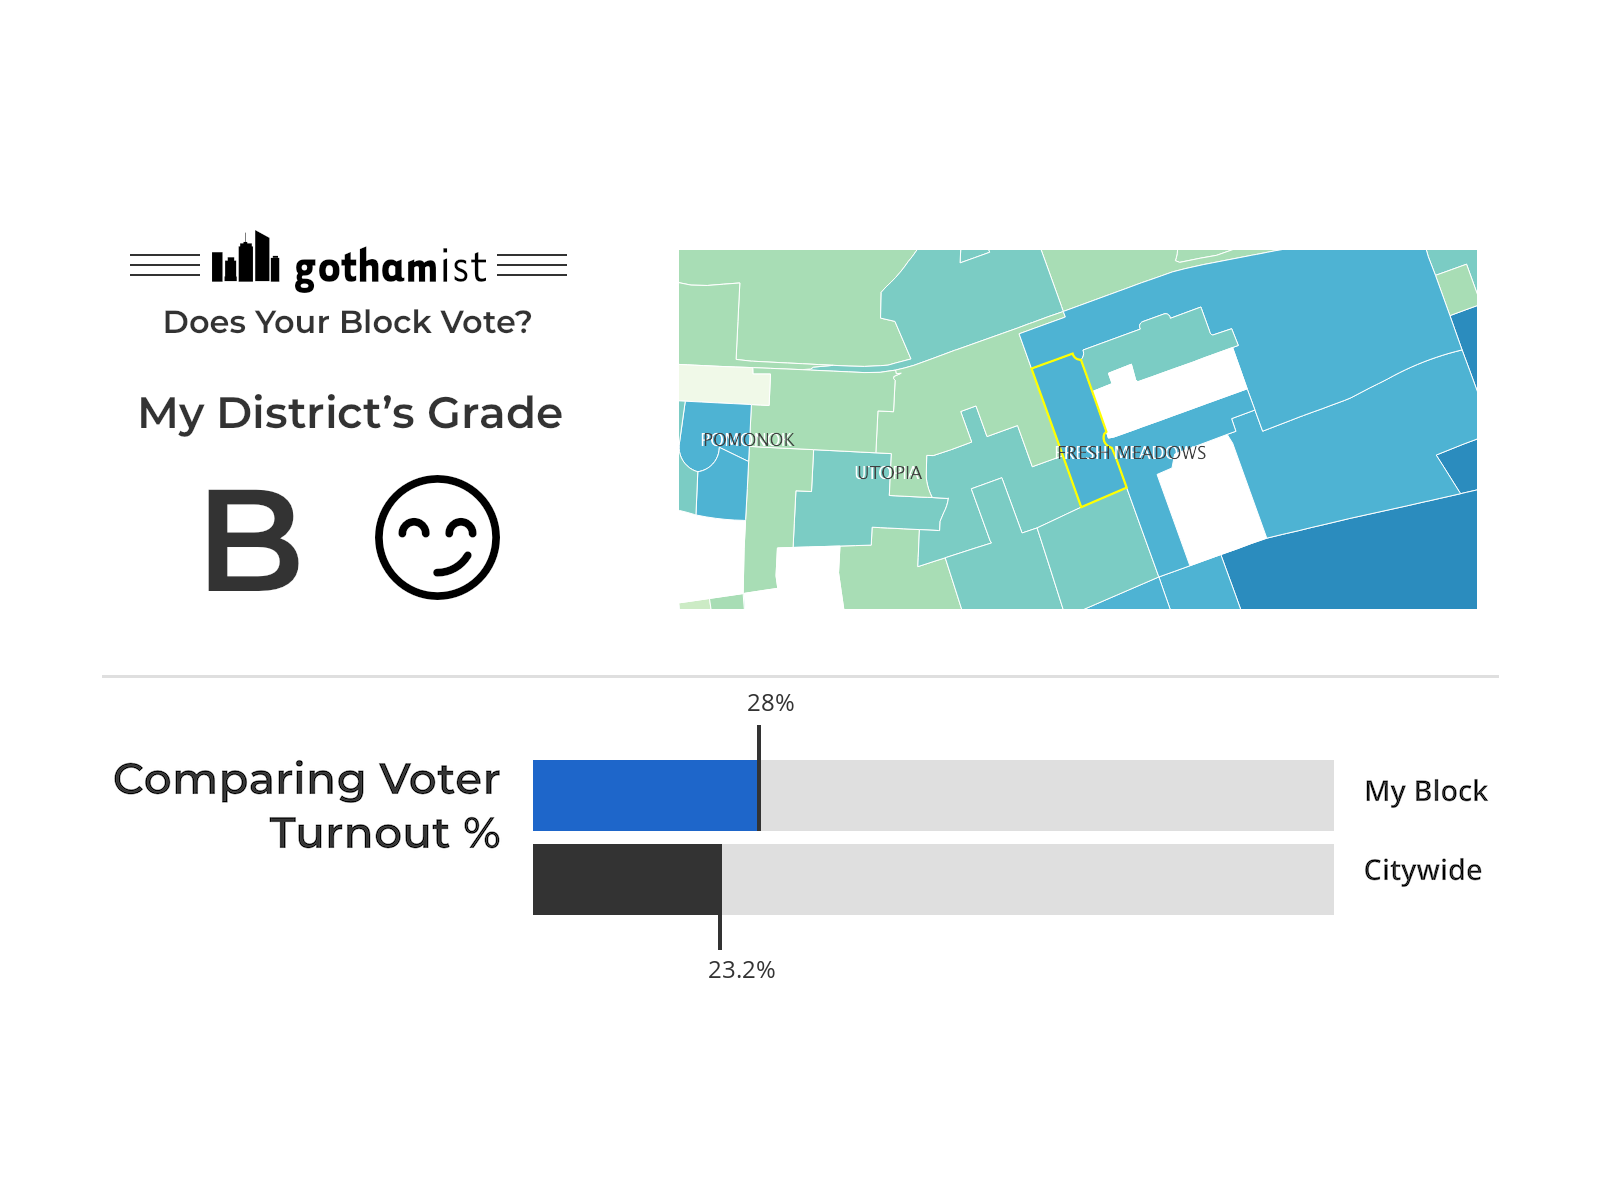 gothamist
Does Your Block Vote?
My District's Grade
B
POMONOK
UTOPIA
FRESH MEADOWS
28%
Comparing Voter
Turnout %
My Block
Citywide
23.2%